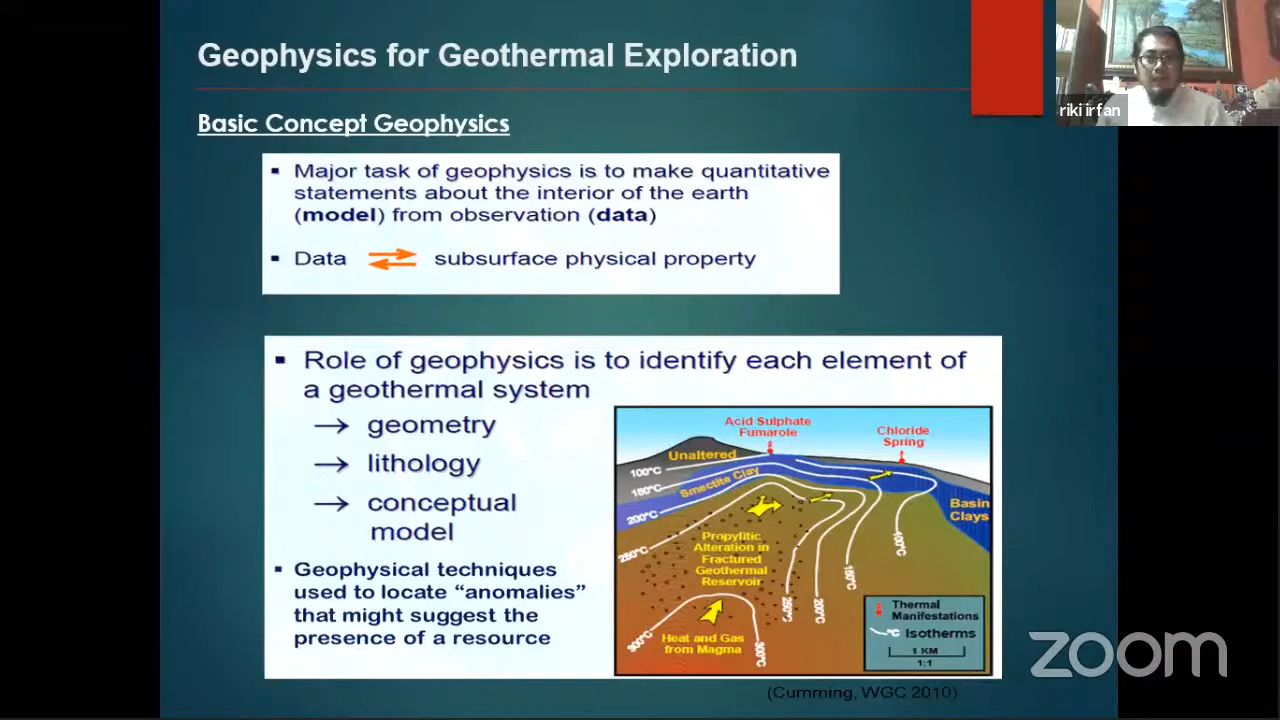 Geophysics for Geothermal Exploration
riki irfan
Basic Concept Geophysics
▪ Major task of geophysics is to make quantitative
statements about the interior of the earth
(model) from observation (data)
▪ Data ⇄ subsurface physical property
▪ Role of geophysics is to identify each element of
a geothermal system
→ geometry
→ lithology
→ conceptual
model
▪ Geophysical techniques
used to locate “anomalies”
that might suggest the
presence of a resource
Acid Sulphate
Fumarole
Chloride
Spring
Unaltered
100°C
150°C
Smectite Clay
200°C
250°C
Basin
Clays
Propylitic
Alteration in
Fractured
Geothermal
Reservoir
100°C
150°C
200°C
250°C
300°C
Heat and Gas
from Magma
300°C
Thermal
Manifestations
°C Isotherms
1 KM
1:1
zoom
(Cumming, WGC 2010)